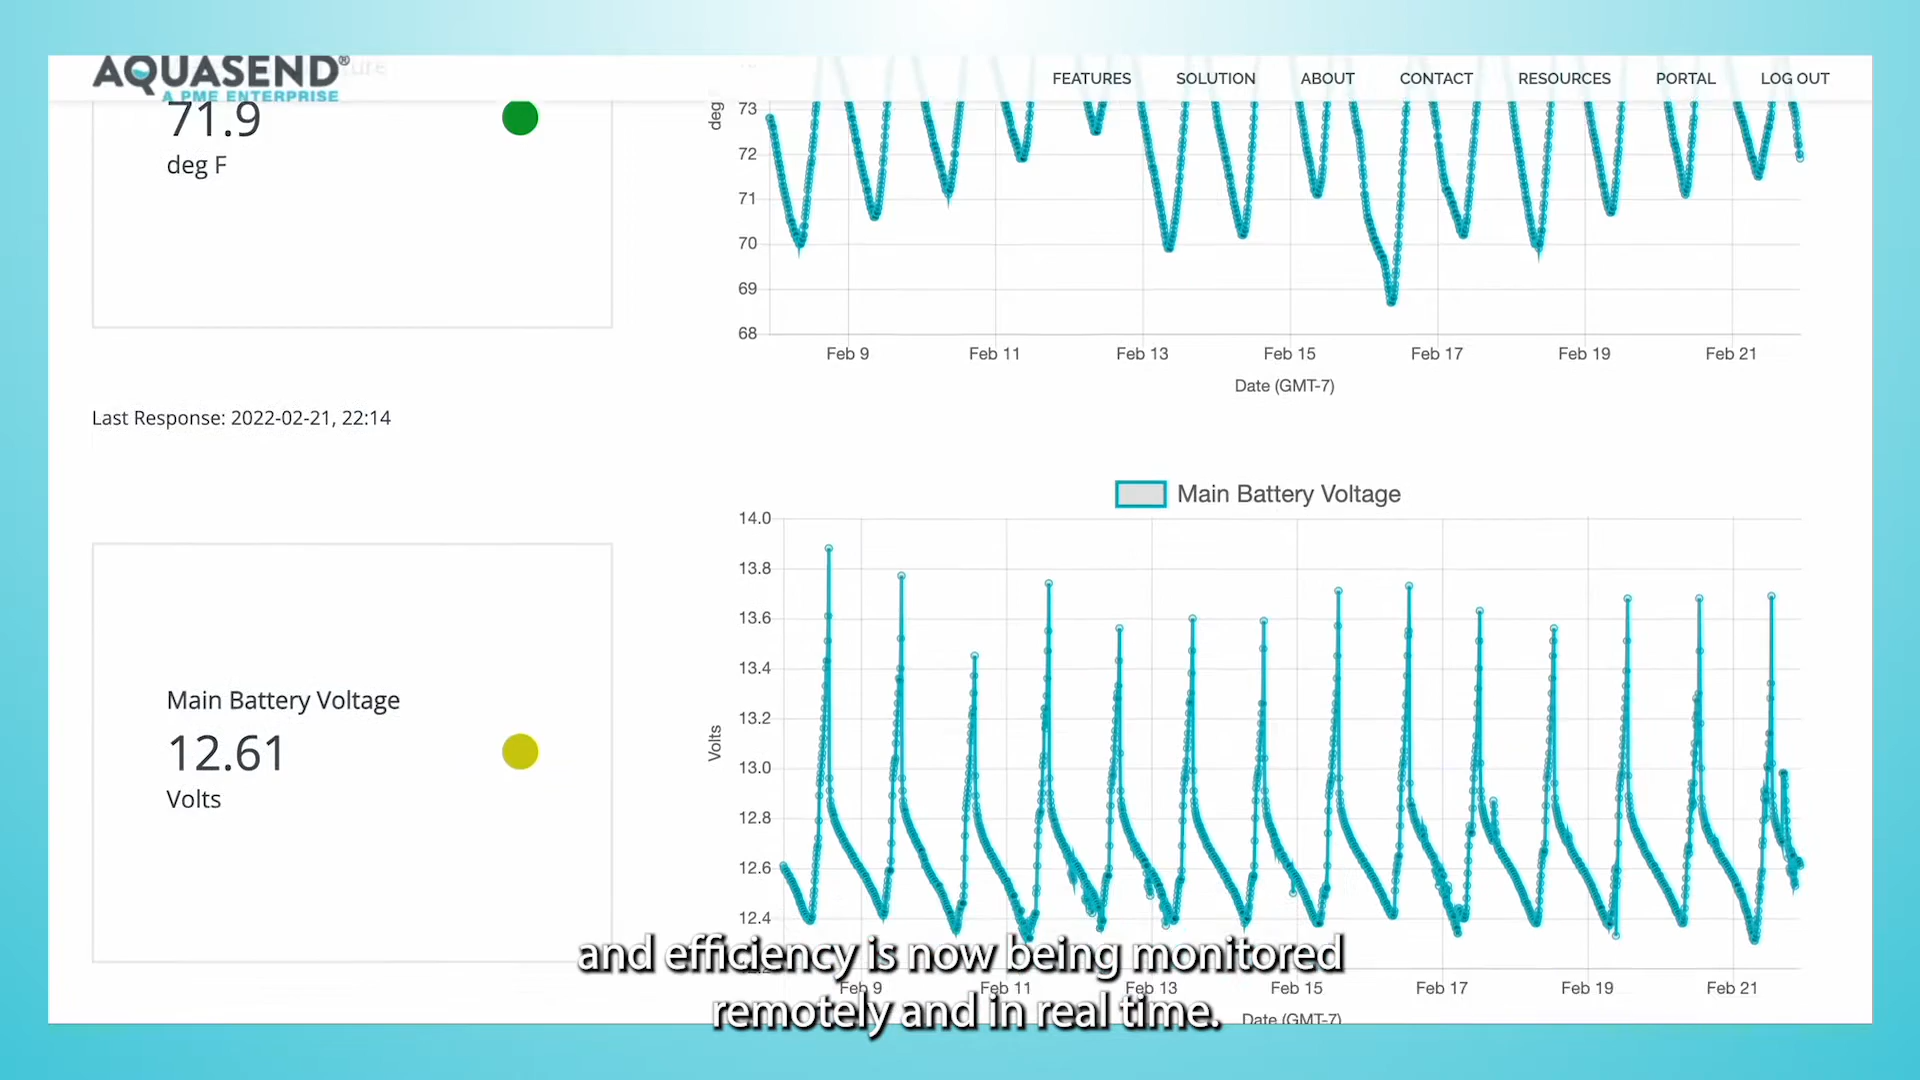 AQUASEND®
A PME ENTERPRISE
FEATURES
SOLUTION
ABOUT
CONTACT
RESOURCES
PORTAL
LOG OUT
71.9
deg F
deg
73
72
71
70
69
68
Feb 9
Feb 11
Feb 13
Feb 15
Feb 17
Feb 19
Feb 21
Date (GMT-7)
Last Response: 2022-02-21, 22:14
Main Battery Voltage
12.61
Volts
Main Battery Voltage
Volts
14.0
13.8
13.6
13.4
13.2
13.0
12.8
12.6
12.4
Feb 9
Feb 11
Feb 13
Feb 15
Feb 17
Feb 19
Feb 21
Date (GMT-7)
and efficiency is now being monitored
remotely and in real time.